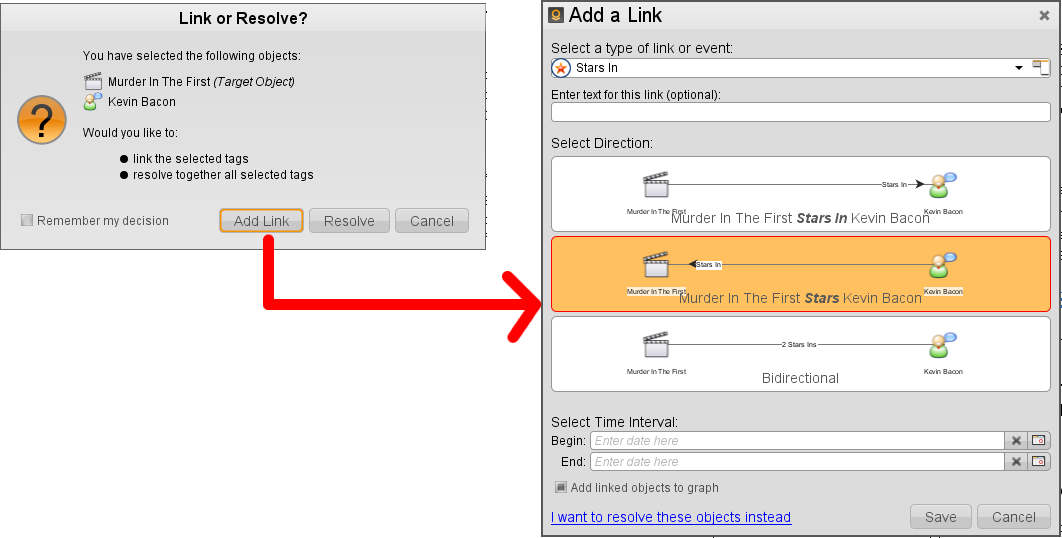 Link or Resolve?
You have selected the following objects:
Murder In The First (Target Object)
Kevin Bacon
?
Would you like to:
● link the selected tags
● resolve together all selected tags
Remember my decision
Add Link
Resolve
Cancel
Add a Link
Select a type of link or event:
Stars In
Enter text for this link (optional):
Select Direction:
Stars In
Murder In The First
Kevin Bacon
Murder In The First Stars In Kevin Bacon
Stars In
Murder In The First
Kevin Bacon
Murder In The First Stars Kevin Bacon
2 Stars Ins
Murder In The First
Kevin Bacon
Bidirectional
Select Time Interval:
Begin: Enter date here
End: Enter date here
Add linked objects to graph
I want to resolve these objects instead
Save
Cancel